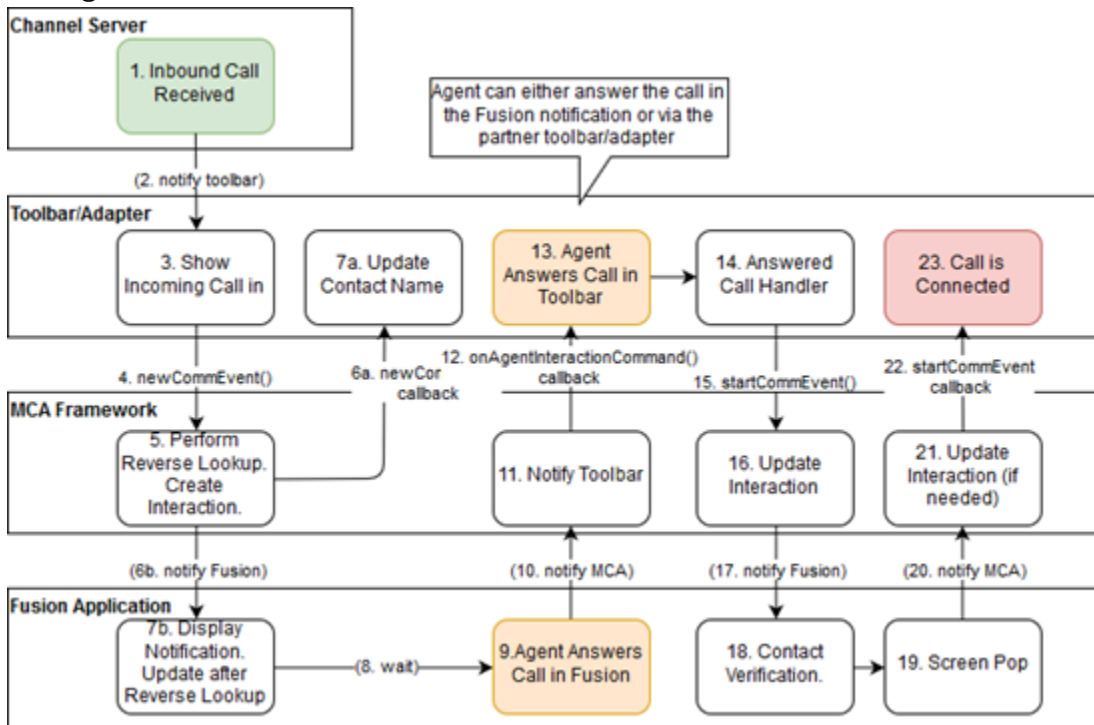 Channel Server
1. Inbound Call
Received
Agent can either answer the call in
the Fusion notification or via the
partner toolbar/adapter
(2. notify toolbar)
Toolbar/Adapter
3. Show
Incoming Call in
7a. Update
Contact Name
13. Agent
Answers Call in
Toolbar
14. Answered
Call Handler
23. Call is
Connected
4. newCommEvent()
6a. newCor
callback
12. onAgentInteractionCommand()
callback
15. startCommEvent()
22. startCommEvent
callback
MCA Framework
5. Perform
Reverse Lookup.
Create
Interaction.
11. Notify Toolbar
16. Update
Interaction
21. Update
Interaction (if
needed)
(6b. notify Fusion)
(10. notify MCA)
(17. notify Fusion)
(20. notify MCA)
Fusion Application
7b. Display
Notification.
Update after
Reverse Lookup
(8. wait)
9.Agent Answers
Call in Fusion
18. Contact
Verification.
19. Screen Pop